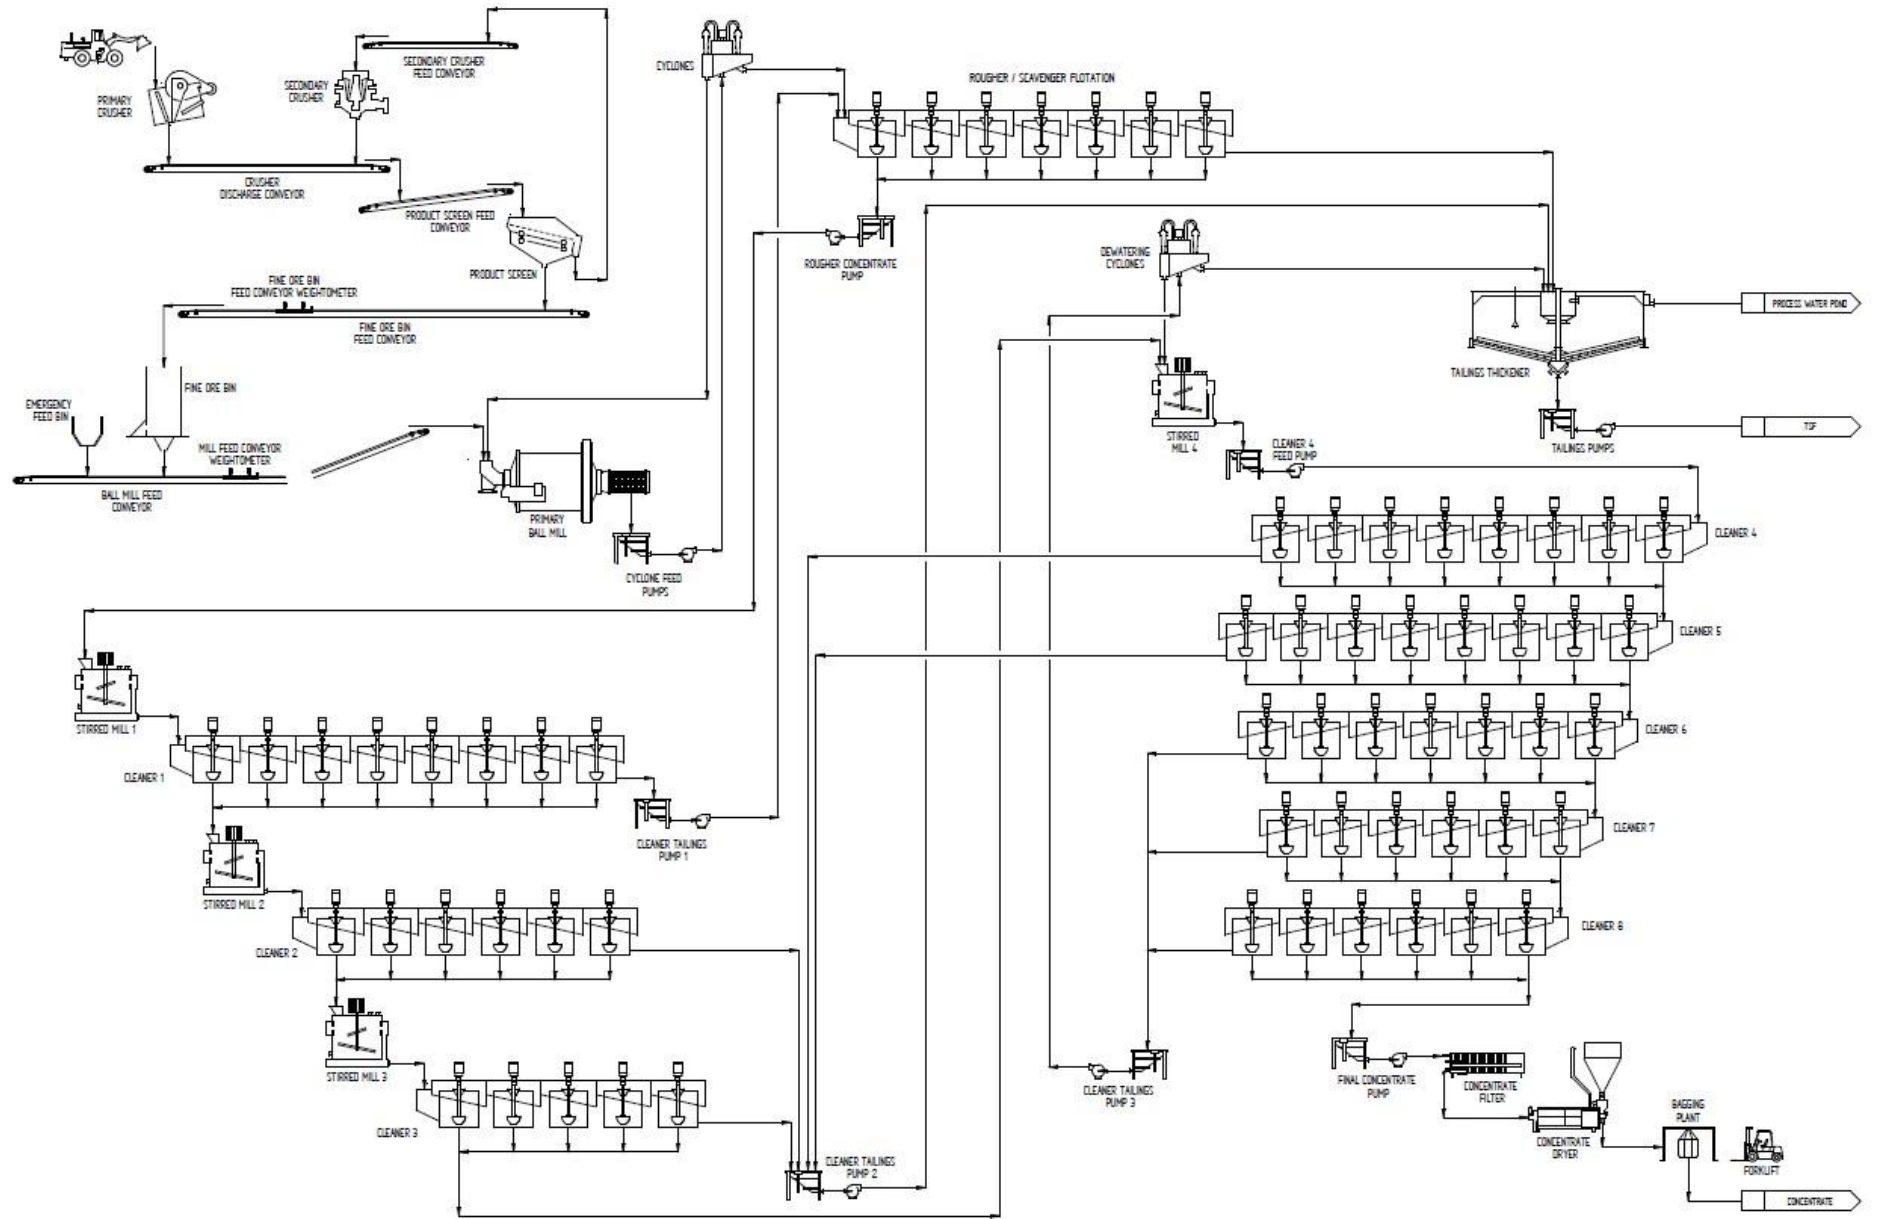 SECONDARY CRUSHER
FEED CONVEYOR
CYCLONES
ROUGHER / SCAVENGER FLOTATION
SECONDARY
CRUSHER
PRIMARY
CRUSHER
CRUSHER
DISCHARGE CONVEYOR
PRODUCT SCREEN FEED
CONVEYOR
PRODUCT SCREEN
ROUGHER CONCENTRATE
PUMP
DEWATERING
CYCLONES
FINE ORE BIN
FEED CONVEYOR WEIGHTOMETER
FINE ORE BIN
FEED CONVEYOR
PROCESS WATER POND
TAILINGS THICKENER
FINE ORE BIN
EMERGENCY
FEED BIN
MILL FEED CONVEYOR
WEIGHTOMETER
BALL MILL FEED
CONVEYOR
PRIMARY
BALL MILL
CYCLONE FEED
PUMPS
STIRRED
MILL 4
CLEANER 4
FEED PUMP
TAILINGS PUMPS
TSF
CLEANER 4
CLEANER 5
CLEANER 6
CLEANER 7
CLEANER 8
STIRRED MILL 1
CLEANER 1
CLEANER TAILINGS
PUMP 1
STIRRED MILL 2
CLEANER 2
STIRRED MILL 3
CLEANER 3
CLEANER TAILINGS
PUMP 2
CLEANER TAILINGS
PUMP 3
FINAL CONCENTRATE
PUMP
CONCENTRATE
FILTER
CONCENTRATE
DRYER
BAGGING
PLANT
FORKLIFT
CONCENTRATE